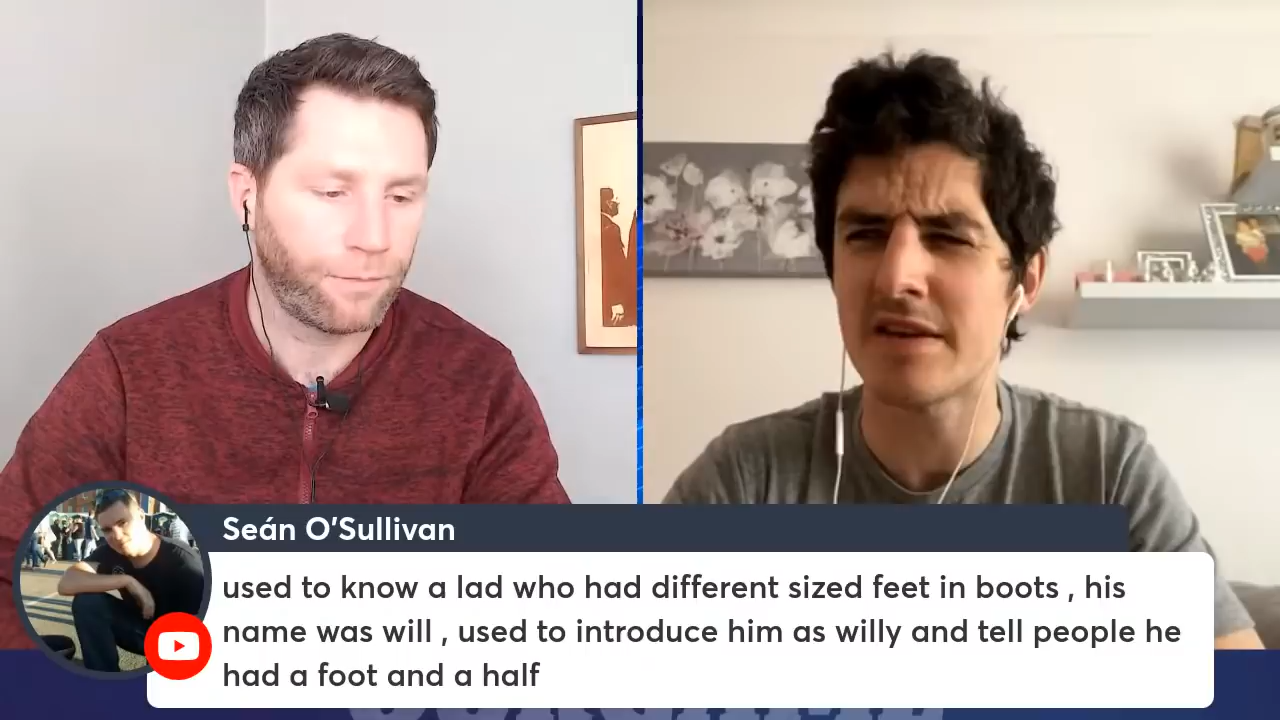 Seán O'Sullivan
used to know a lad who had different sized feet in boots , his
name was will , used to introduce him as willy and tell people he
had a foot and a half